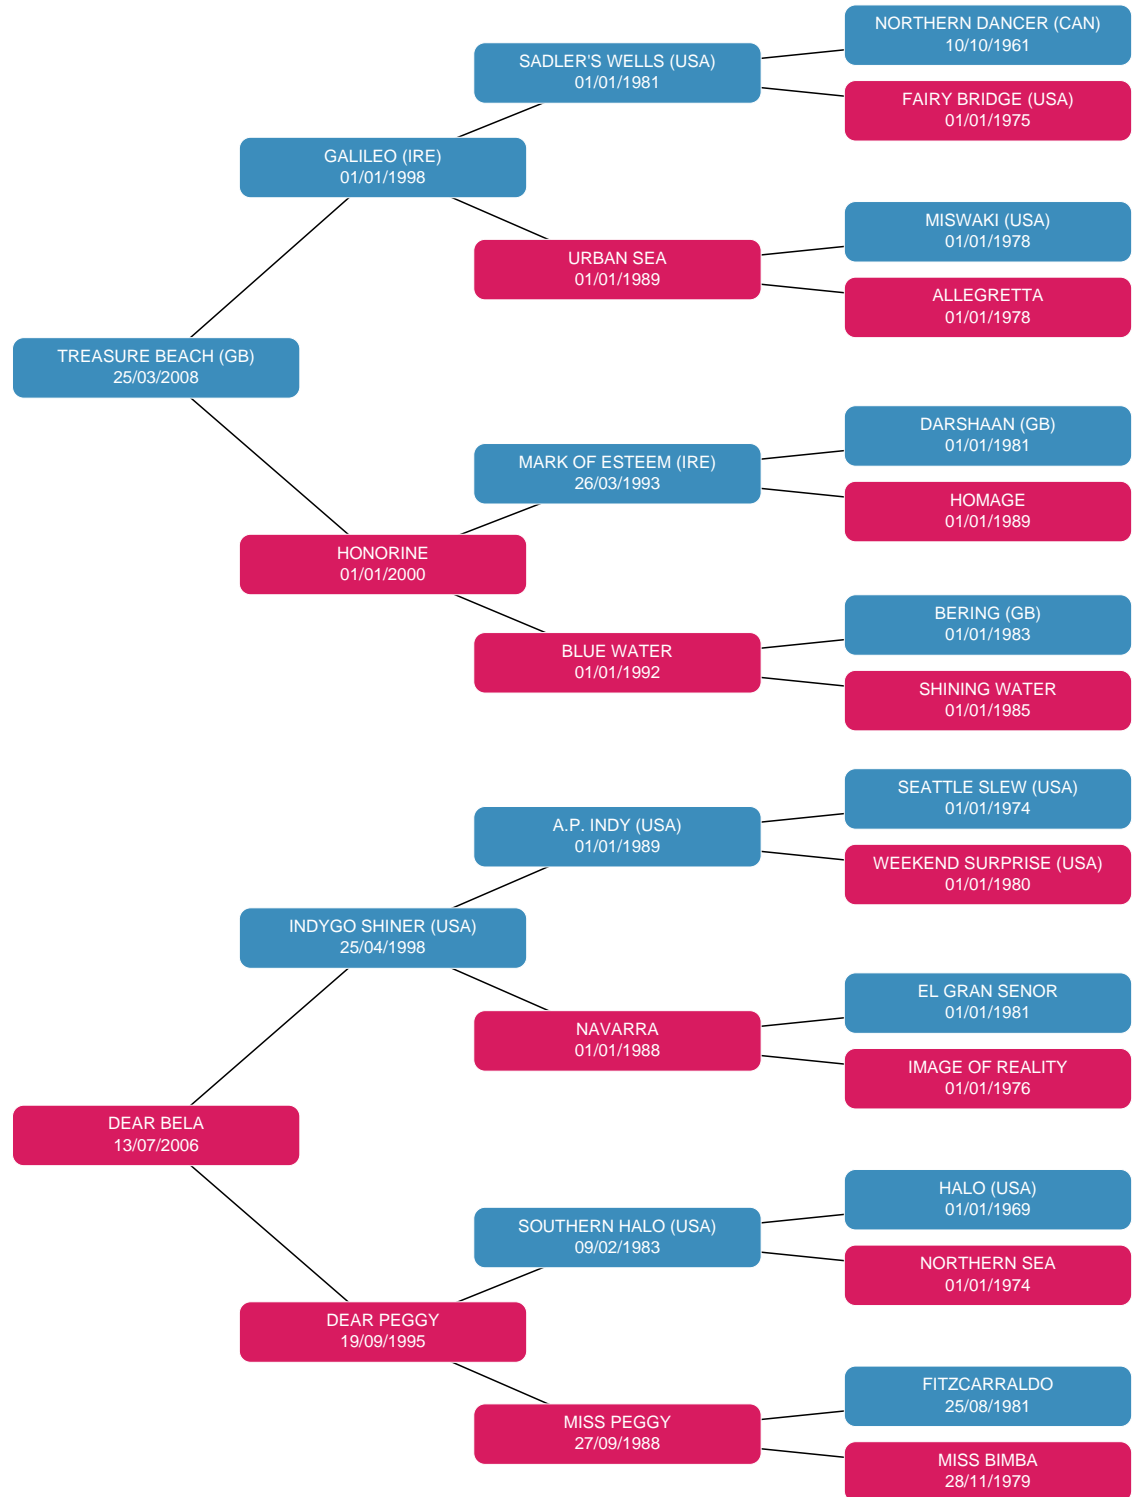 NORTHERN DANCER (CAN)
10/10/1961
SADLER'S WELLS (USA)
01/01/1981
FAIRY BRIDGE (USA)
01/01/1975
GALILEO (IRE)
01/01/1998
MISWAKI (USA)
01/01/1978
URBAN SEA
01/01/1989
ALLEGRETTA
01/01/1978
TREASURE BEACH (GB)
25/03/2008
DARSHAAN (GB)
01/01/1981
MARK OF ESTEEM (IRE)
26/03/1993
HOMAGE
01/01/1989
HONORINE
01/01/2000
BERING (GB)
01/01/1983
BLUE WATER
01/01/1992
SHINING WATER
01/01/1985
SEATTLE SLEW (USA)
01/01/1974
A.P. INDY (USA)
01/01/1989
WEEKEND SURPRISE (USA)
01/01/1980
INDYGO SHINER (USA)
25/04/1998
EL GRAN SENOR
01/01/1981
NAVARRA
01/01/1988
IMAGE OF REALITY
01/01/1976
DEAR BELA
13/07/2006
HALO (USA)
01/01/1969
SOUTHERN HALO (USA)
09/02/1983
NORTHERN SEA
01/01/1974
DEAR PEGGY
19/09/1995
FITZCARRALDO
25/08/1981
MISS PEGGY
27/09/1988
MISS BIMBA
28/11/1979